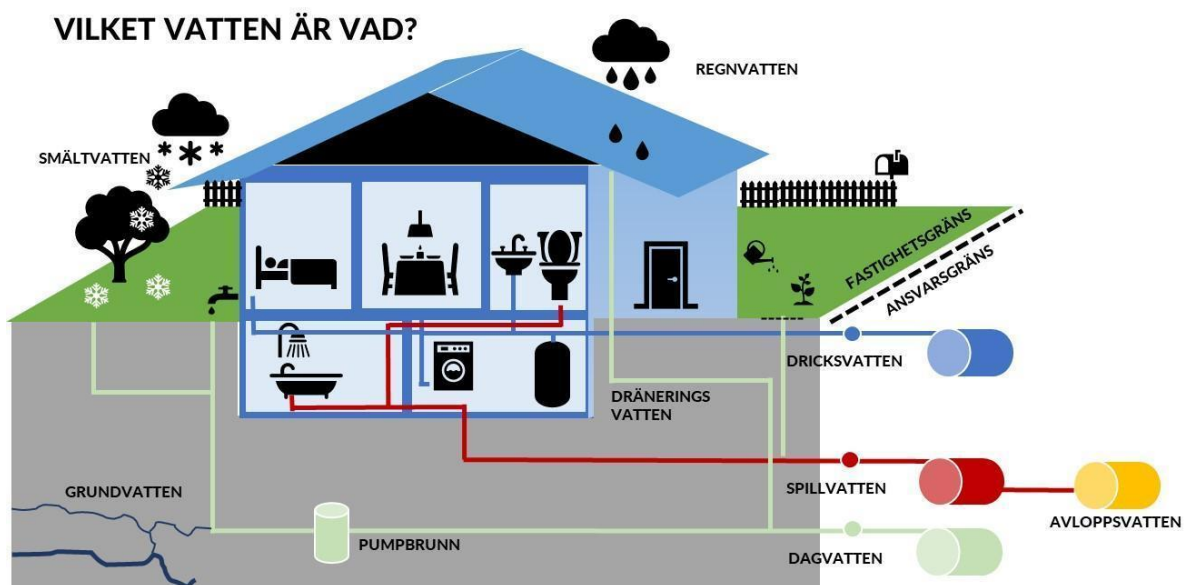 VILKET VATTEN ÄR VAD?
REGNVATTEN
SMÄLTVATTEN
FASTIGHETSGRÄNS
ANSVARSGRÄNS
DRICKSVATTEN
DRÄNERINGS
VATTEN
SPILLVATTEN
GRUNDVATTEN
AVLOPPSVATTEN
PUMPBRUNN
DAGVATTEN